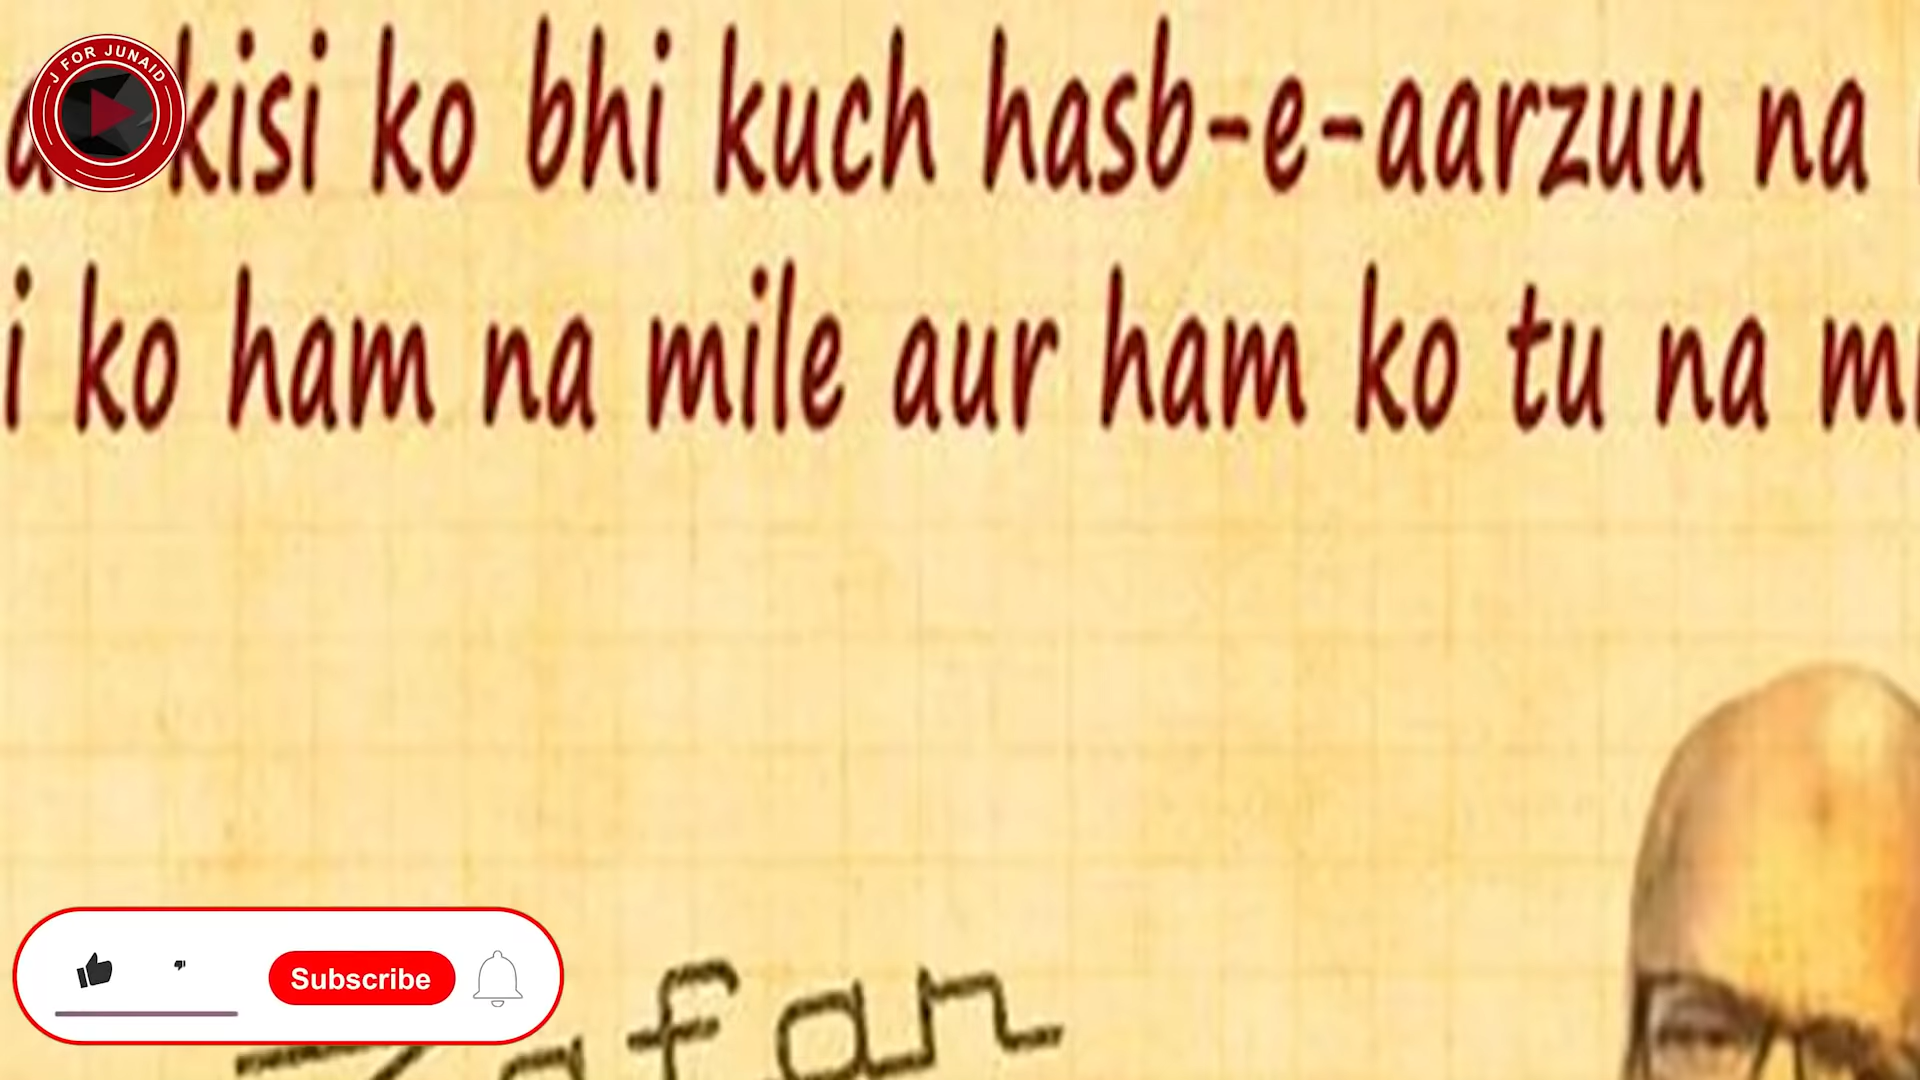 J FOR JUNAID
kisi ko bhi kuch hasb-e-aarzuu na
ko ham na mile aur ham ko tu na
Subscribe
Zafar